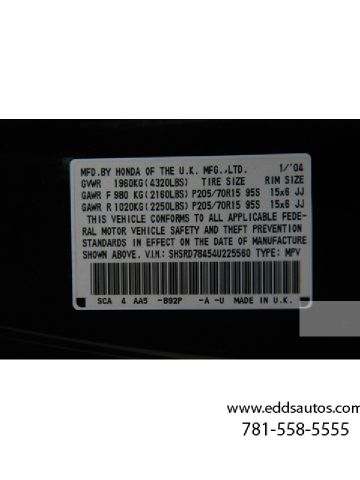 MFD. BY HONDA OF THE U.K. MFG., LTD. 1/'04
GVWR 1960KG(4320LBS) TIRE SIZE RIM SIZE
GAWR F 980 KG(2160LBS) P205/70R15 95S 15x6 JJ
GAWR R 1020KG(2250LBS) P205/70R15 95S 15x6 JJ
THIS VEHICLE CONFORMS TO ALL APPLICABLE FEDE-
RAL MOTOR VEHICLE SAFETY AND THEFT PREVENTION
STANDARDS IN EFFECT ON DATE OF MANUFACTURE
SHOWN ABOVE. V.I.N.: SHSRD78454U225560 TYPE: MPV
SCA 4 AA5 -B92P -A -U MADE IN U.K.
www.eddsautos.com
781-558-5555